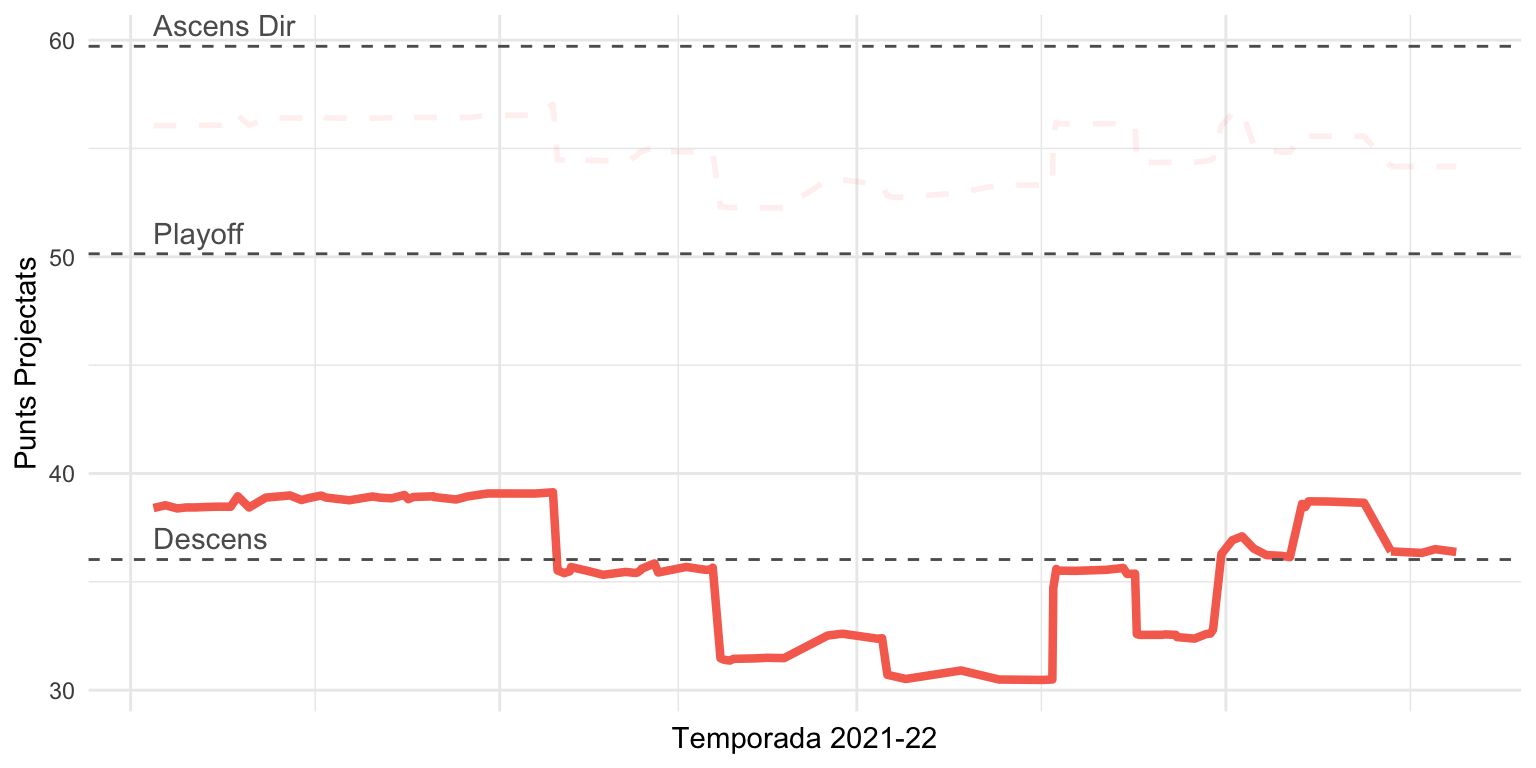 Ascens Dir
60
Playoff
50
Punts Projectats
40
Descens
30
Temporada 2021-22